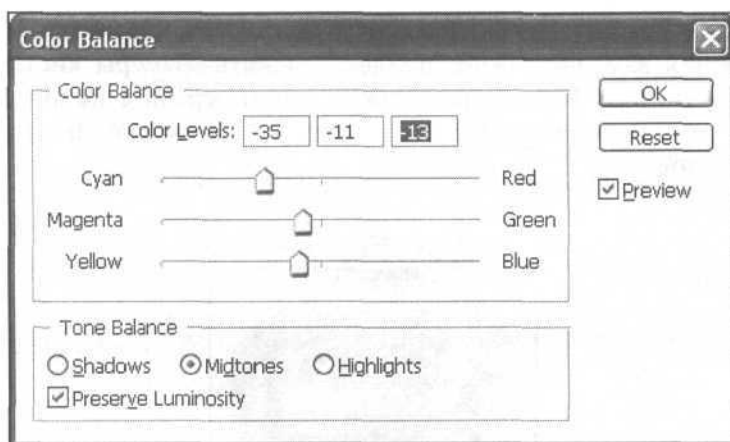 Color Balance
Color Balance
OK
Color Levels: -35 -11 -13
Reset
Cyan Red
Preview
Magenta Green
Yellow Blue
Tone Balance
Shadows Midtones Highlights
Preserve Luminosity